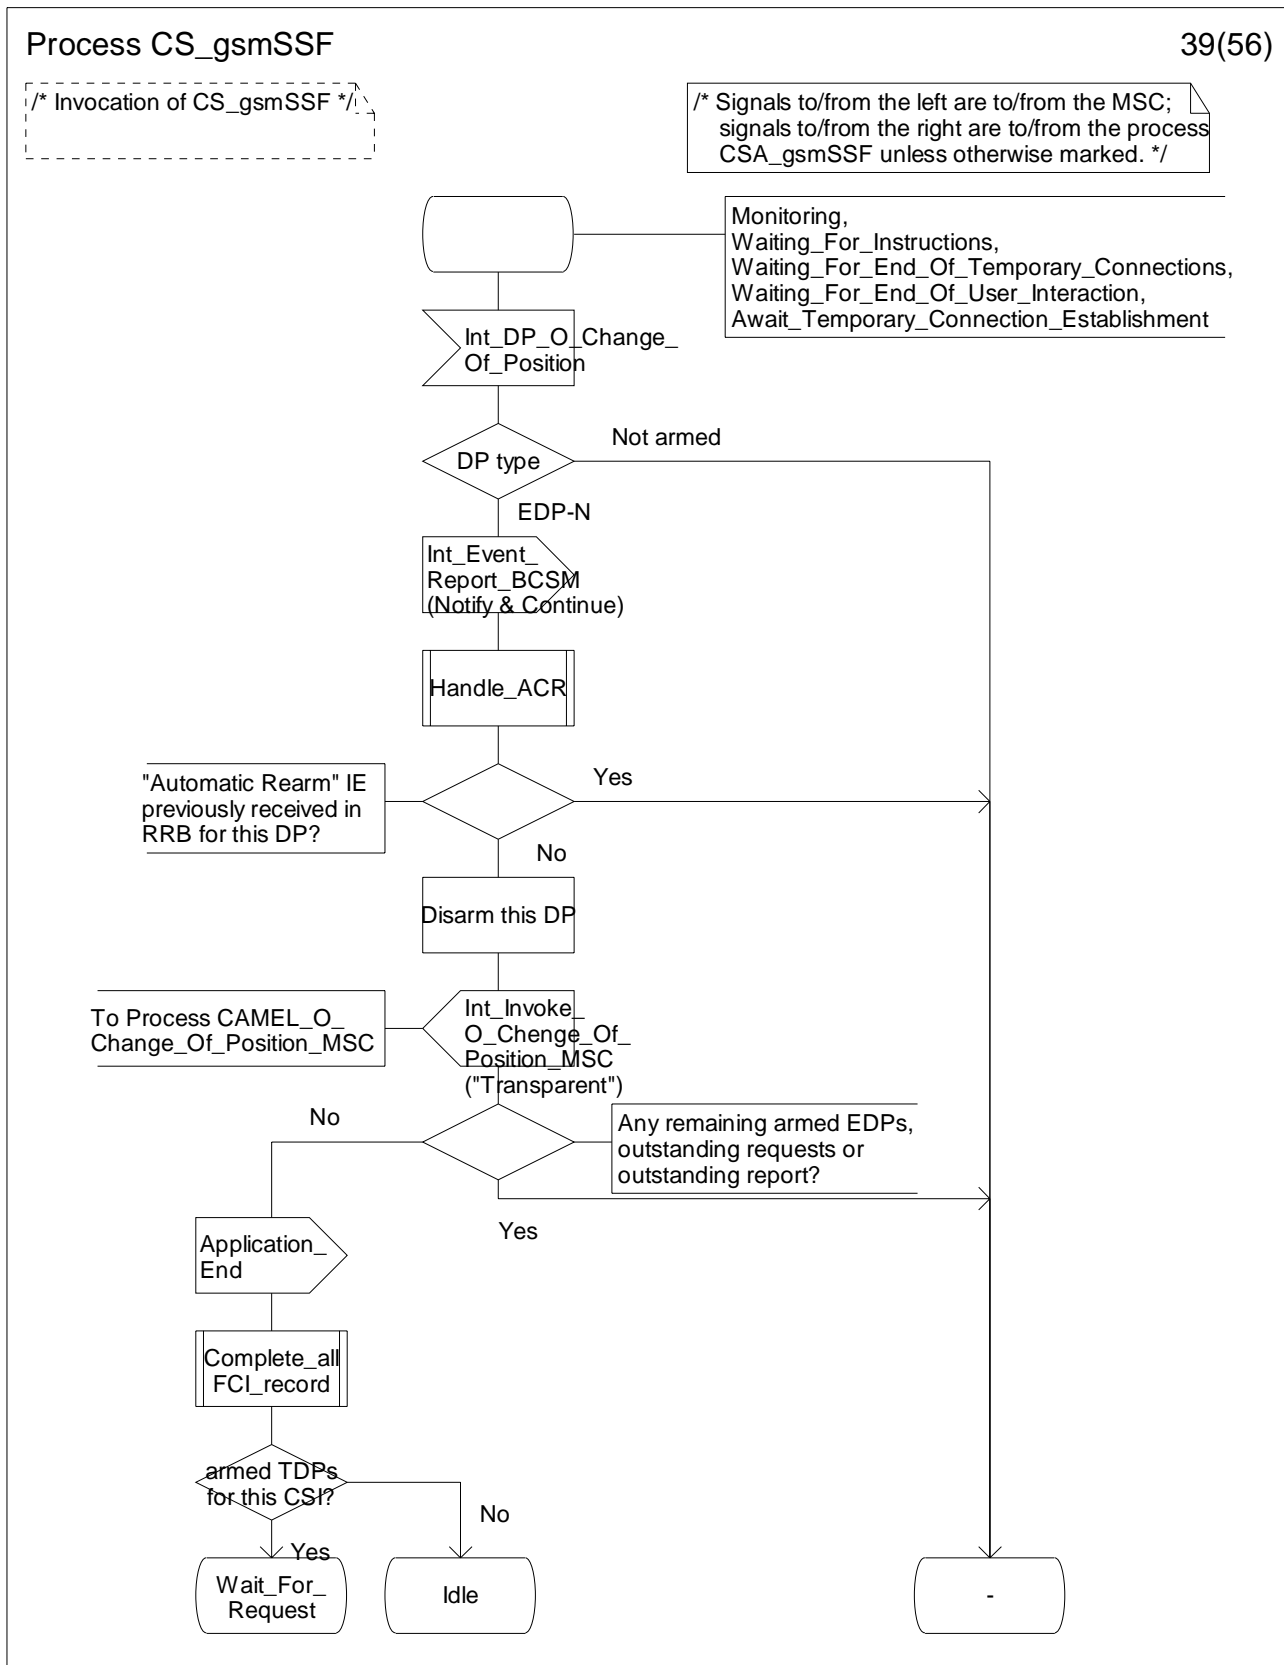 Process CS_gsmSSF
39(56)
/* Invocation of CS_gsmSSF */
/* Signals to/from the left are to/from the MSC;
signals to/from the right are to/from the process
CSA_gsmSSF unless otherwise marked. */
Monitoring,
Waiting_For_Instructions,
Waiting_For_End_Of_Temporary_Connections,
Waiting_For_End_Of_User_Interaction,
Await_Temporary_Connection_Establishment
Int_DP_O_Change_
Of_Position
Not armed
DP type
EDP-N
Int_Event_
Report_BCSM
(Notify & Continue)
Handle_ACR
"Automatic Rearm" IE
previously received in
RRB for this DP?
Yes
No
Disarm this DP
To Process CAMEL_O_
Change_Of_Position_MSC
Int_Invoke_
O_Chenge_Of_
Position_MSC
("Transparent")
No
Any remaining armed EDPs,
outstanding requests or
outstanding report?
Yes
Application_
End
Complete_all
FCI_record
armed TDPs
for this CSI?
No
Yes
Wait_For_
Request
Idle
-